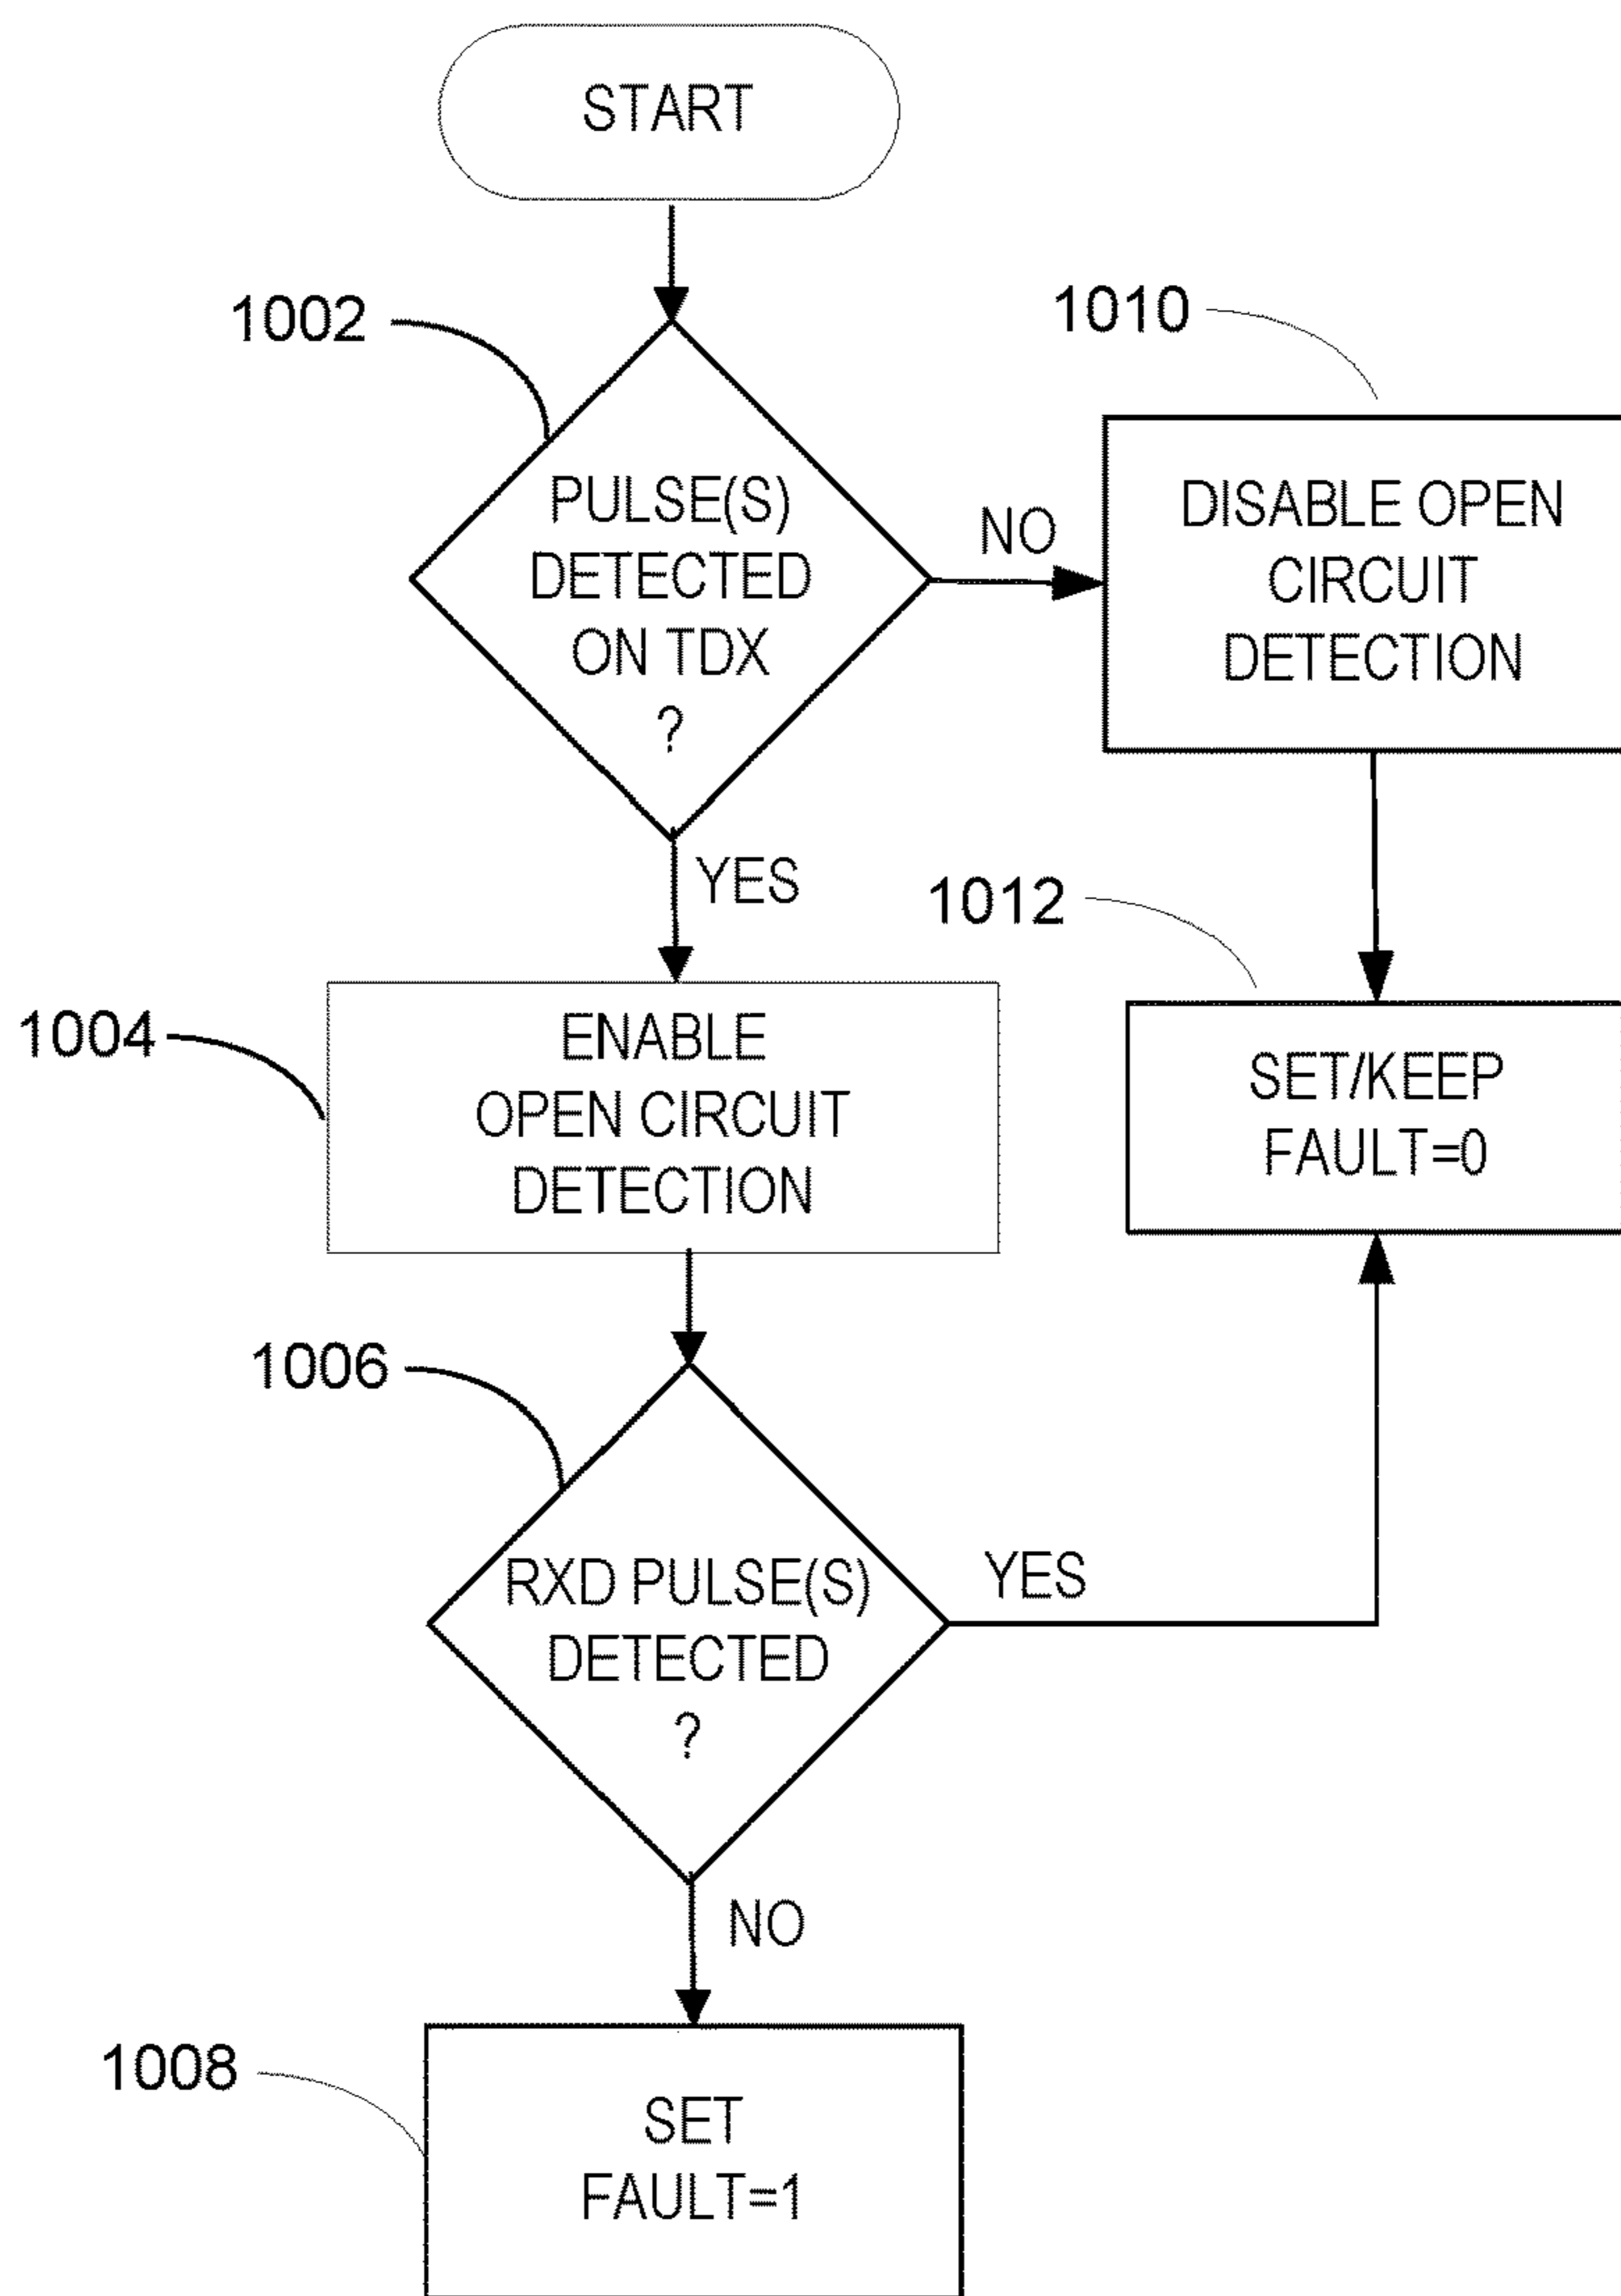 START
1002
PULSE(S)
DETECTED
ON TDX
?
NO
1010
DISABLE OPEN
CIRCUIT
DETECTION
YES
1012
SET/KEEP
FAULT=0
1004
ENABLE
OPEN CIRCUIT
DETECTION
1006
RXD PULSE(S)
DETECTED
?
YES
NO
1008
SET
FAULT=1